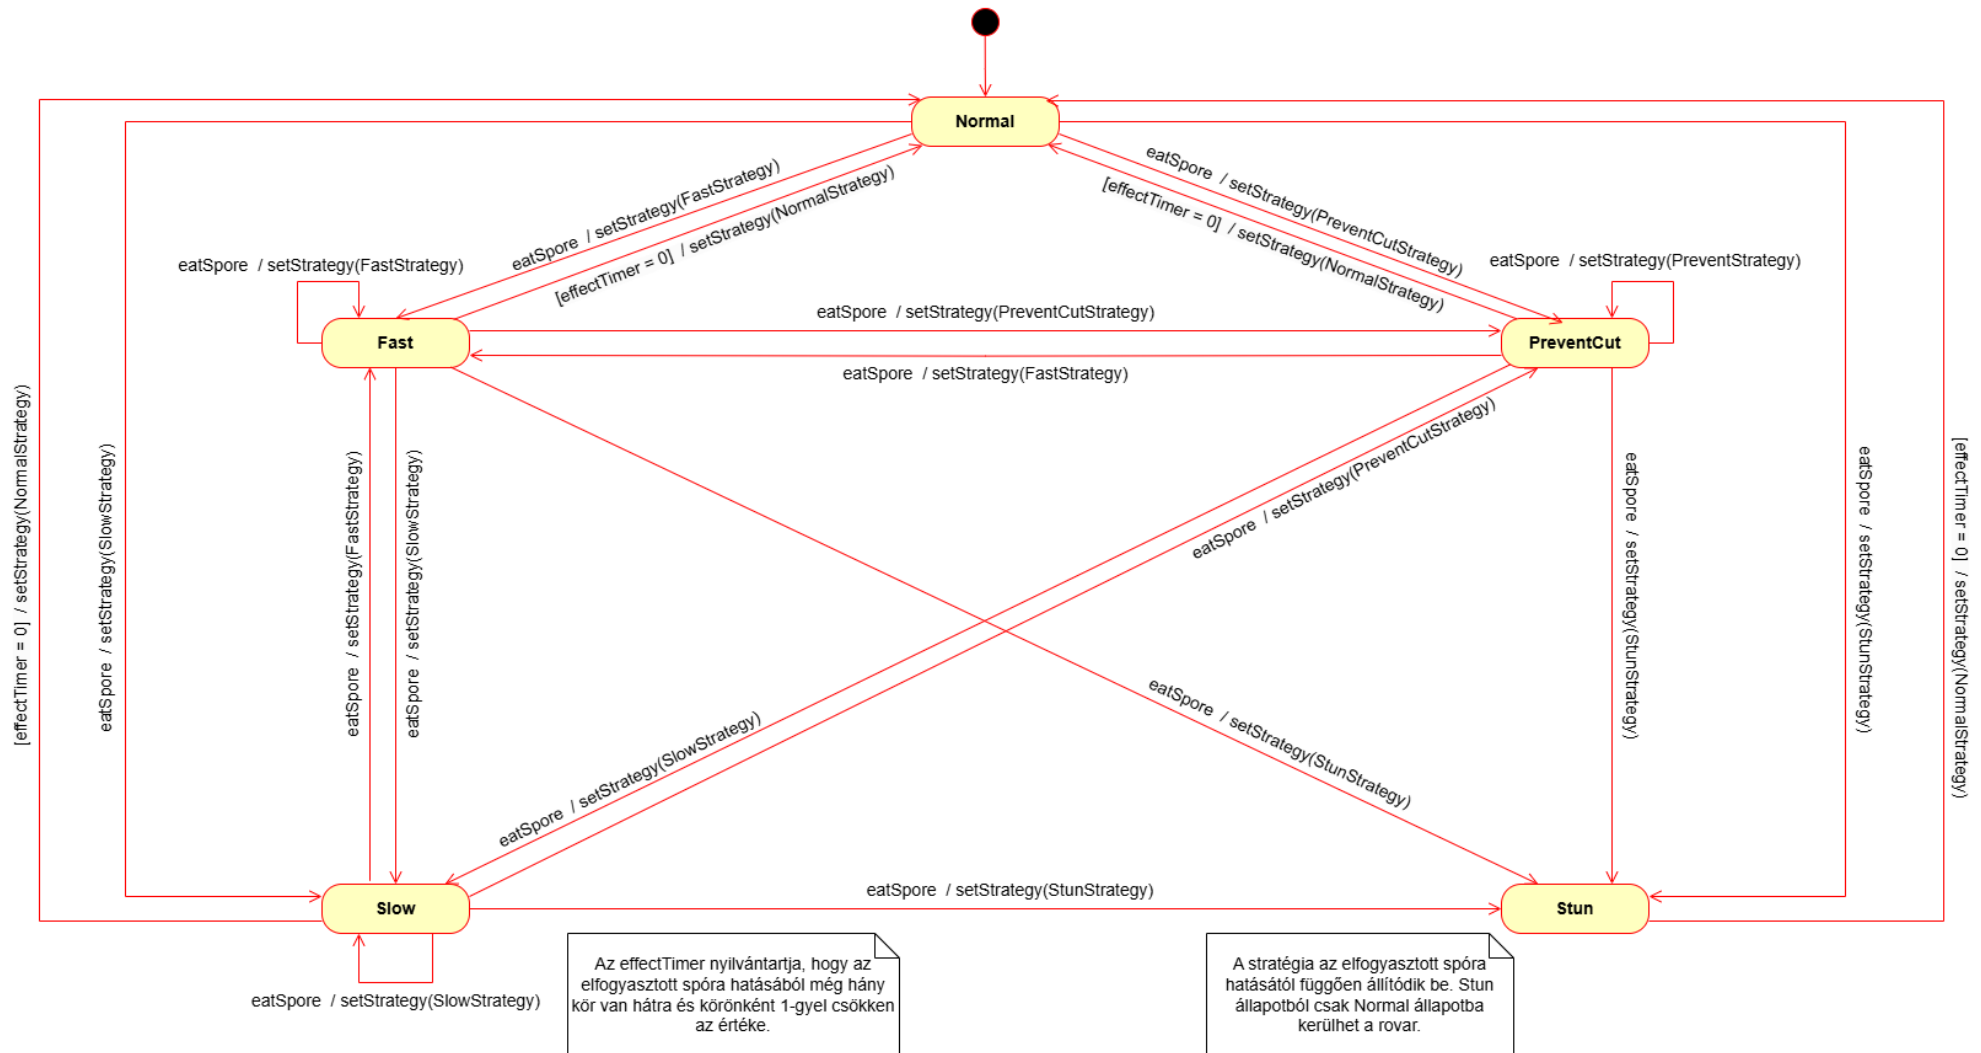 Normal
eatSpore / setStrategy(FastStrategy)
[effectTimer = 0] / setStrategy(NormalStrategy)
eatSpore / setStrategy(PreventCutStrategy)
[effectTimer = 0] / setStrategy(NormalStrategy)
eatSpore / setStrategy(FastStrategy)
eatSpore / setStrategy(PreventStrategy)
Fast
eatSpore / setStrategy(PreventCutStrategy)
PreventCut
eatSpore / setStrategy(FastStrategy)
[effectTimer = 0] / setStrategy(NormalStrategy)
eatSpore / setStrategy(SlowStrategy)
eatSpore / setStrategy(FastStrategy)
eatSpore / setStrategy(SlowStrategy)
eatSpore / setStrategy(PreventCutStrategy)
eatSpore / setStrategy(StunStrategy)
eatSpore / setStrategy(StunStrategy)
[effectTimer = 0] / setStrategy(NormalStrategy)
eatSpore / setStrategy(SlowStrategy)
eatSpore / setStrategy(StunStrategy)
Slow
eatSpore / setStrategy(StunStrategy)
Stun
eatSpore / setStrategy(SlowStrategy)
Az effectTimer nyilvántartja, hogy az
elfogyasztott spóra hatásából még hány
kör van hátra és körönként 1-gyel csökken
az értéke.
A stratégia az elfogyasztott spóra
hatásától függően állítódik be. Stun
állapotból csak Normal állapotba
kerülhet a rovar.